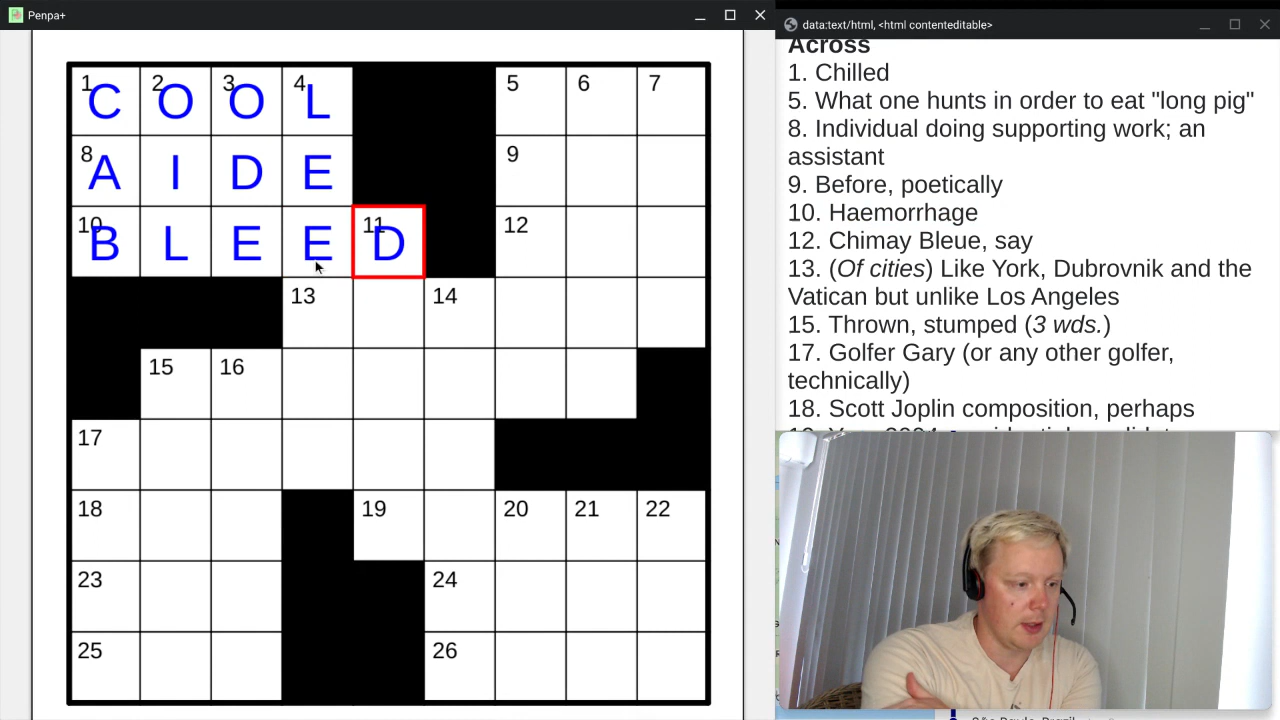 Penpa+
data:text/html, <html contenteditable>
1 2 3 4 5 6 7
C O O L
8 9
A I D E
10 11 12
B L E E D
13 14
15 16
17
18 19 20 21 22
23 24
25 26
Across
1. Chilled
5. What one hunts in order to eat "long pig"
8. Individual doing supporting work; an
assistant
9. Before, poetically
10. Haemorrhage
12. Chimay Bleue, say
13. (Of cities) Like York, Dubrovnik and the
Vatican but unlike Los Angeles
15. Thrown, stumped (3 wds.)
17. Golfer Gary (or any other golfer,
technically)
18. Scott Joplin composition, perhaps